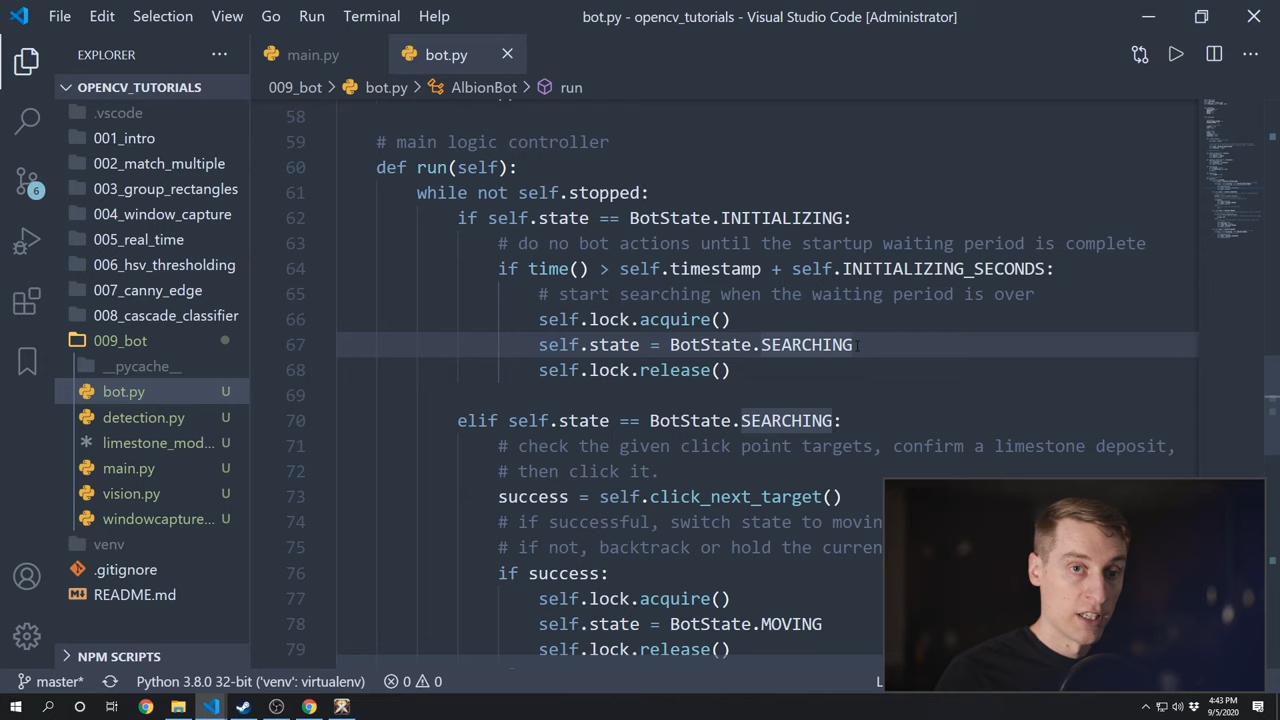 File Edit Selection View Go Run Terminal Help
bot.py - opencv_tutorials - Visual Studio Code [Administrator]
EXPLORER
main.py
bot.py
OPENCV_TUTORIALS
009_bot > bot.py > AlbionBot > run
.vscode
001_intro
002_match_multiple
003_group_rectangles
004_window_capture
005_real_time
006_hsv_thresholding
007_canny_edge
008_cascade_classifier
009_bot
__pycache__
bot.py U
detection.py U
limestone_mod... U
main.py U
vision.py U
windowcapture... U
venv
.gitignore
README.md
NPM SCRIPTS
6
58
59 # main logic controller
60 def run(self):
61 while not self.stopped:
62 if self.state == BotState.INITIALIZING:
63 # do no bot actions until the startup waiting period is complete
64 if time() > self.timestamp + self.INITIALIZING_SECONDS:
65 # start searching when the waiting period is over
66 self.lock.acquire()
67 self.state = BotState.SEARCHING
68 self.lock.release()
69
70 elif self.state == BotState.SEARCHING:
71 # check the given click point targets, confirm a limestone deposit,
72 # then click it.
73 success = self.click_next_target()
74 # if successful, switch state to movin
75 # if not, backtrack or hold the curren
76 if success:
77 self.lock.acquire()
78 self.state = BotState.MOVING
79 self.lock.release()
master* Python 3.8.0 32-bit ('venv': virtualenv) 0 0 L
4:43 PM
9/5/2020